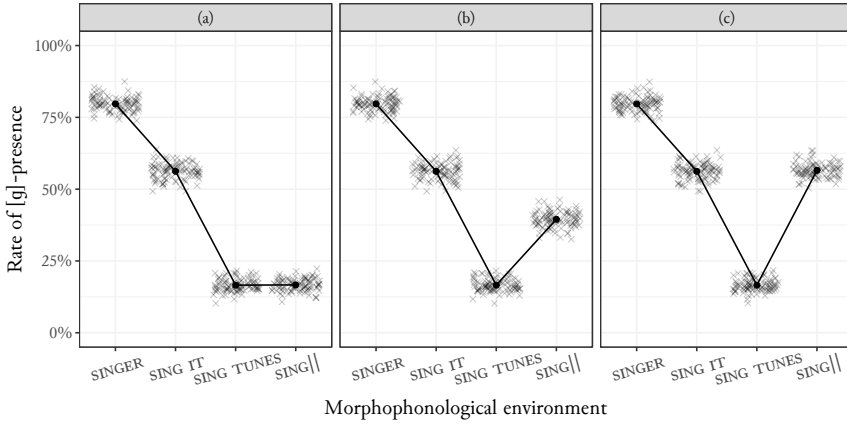 (a) (b) (c)
100%
75%
50%
25%
0%
Rate of [g]-presence
SINGER SING IT SING TUNES SING|| SINGER SING IT SING TUNES SING|| SINGER SING IT SING TUNES SING||
Morphophonological environment